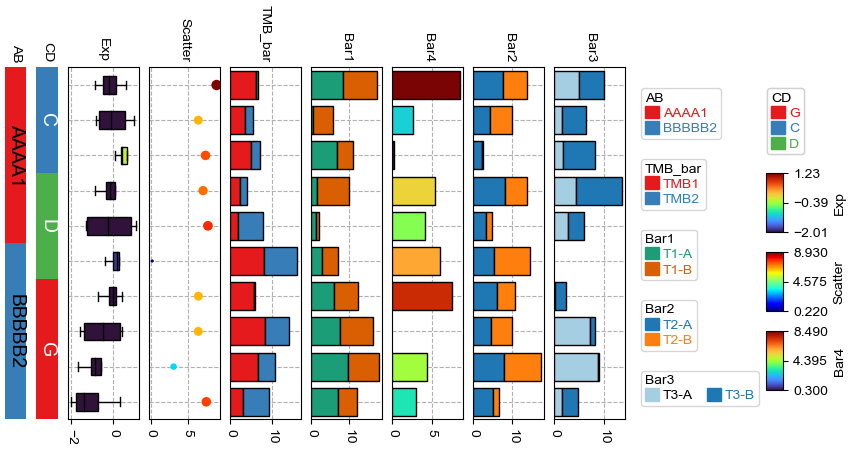 AB
CD
Exp
Scatter
TMB_bar
Bar1
Bar4
Bar2
Bar3
AAAA1
BBBBB2
C
D
G
−2
0
0
5
0
10
0
10
0
5
0
10
0
10
AB
AAAA1
BBBBB2
TMB_bar
TMB1
TMB2
Bar1
T1-A
T1-B
Bar2
T2-A
T2-B
Bar3
T3-A
T3-B
CD
G
C
D
1.23
−0.39
−2.01
Exp
8.930
4.575
0.220
Scatter
8.490
4.395
0.300
Bar4